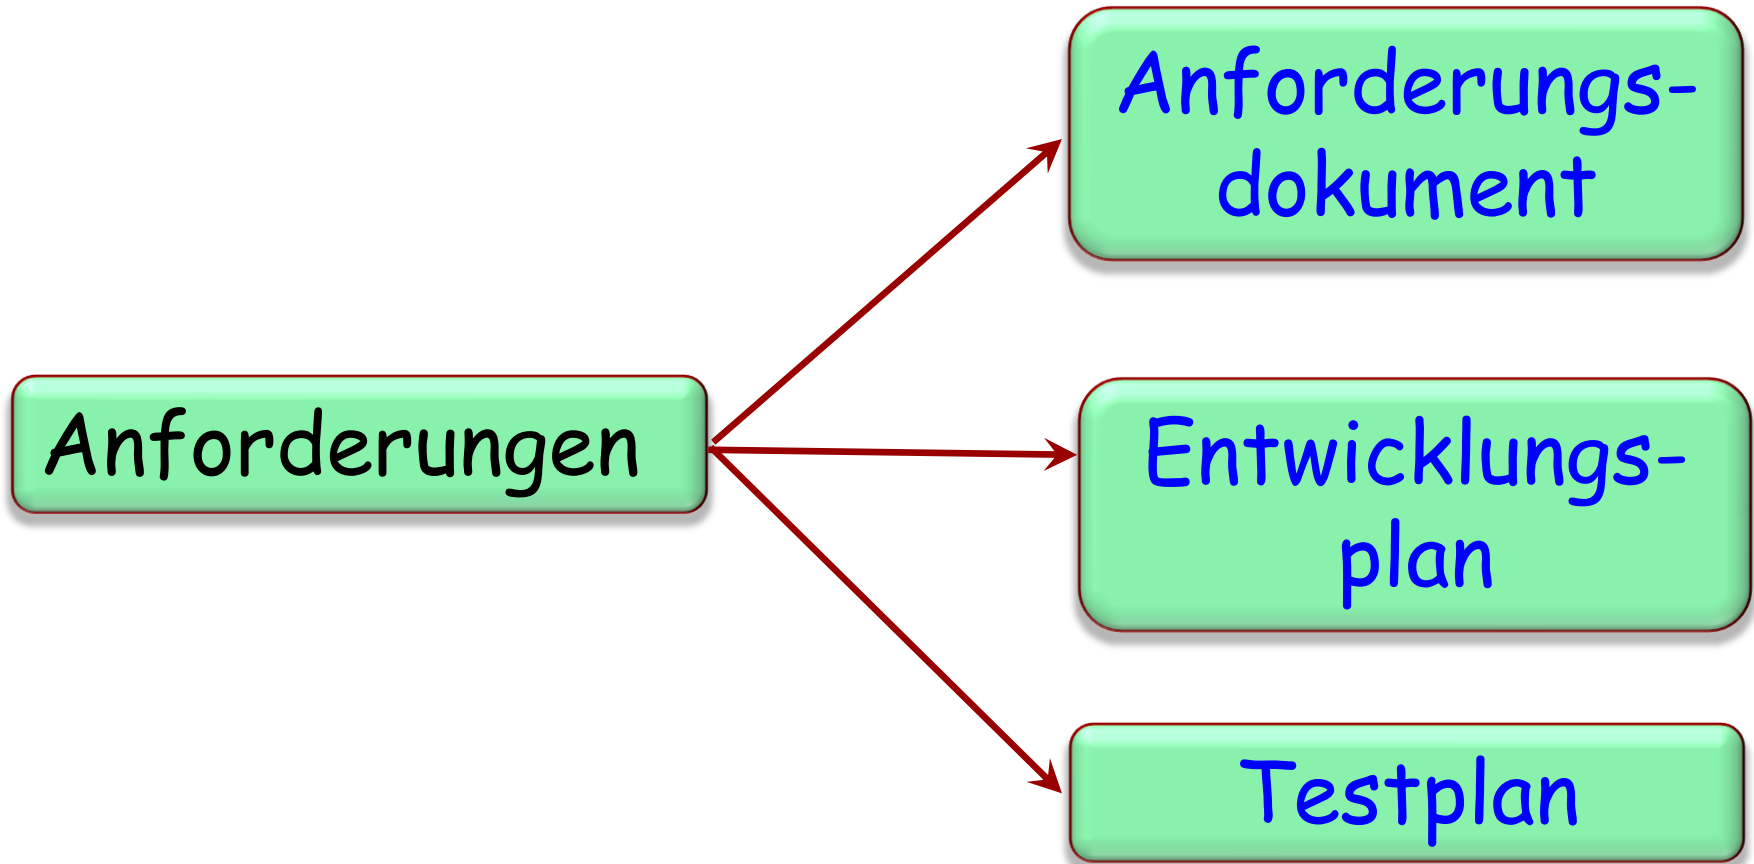 Anforderungs-
dokument
Anforderungen
Entwicklungs-
plan
Testplan